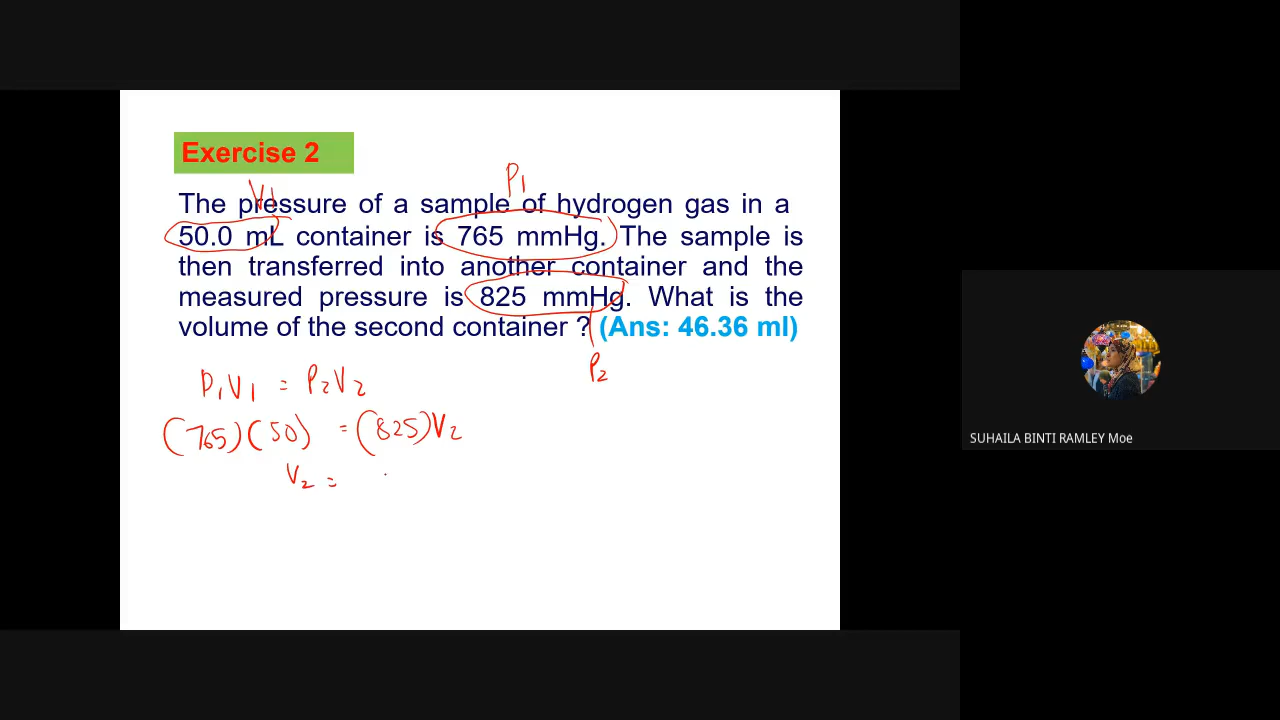 Exercise 2
P1
V1
The pressure of a sample of hydrogen gas in a
50.0 mL container is 765 mmHg. The sample is
then transferred into another container and the
measured pressure is 825 mmHg. What is the
volume of the second container ? (Ans: 46.36 ml)
P2
P1V1 = P2V2
(765)(50) = (825)V2
V2 =
SUHAILA BINTI RAMLEY Moe